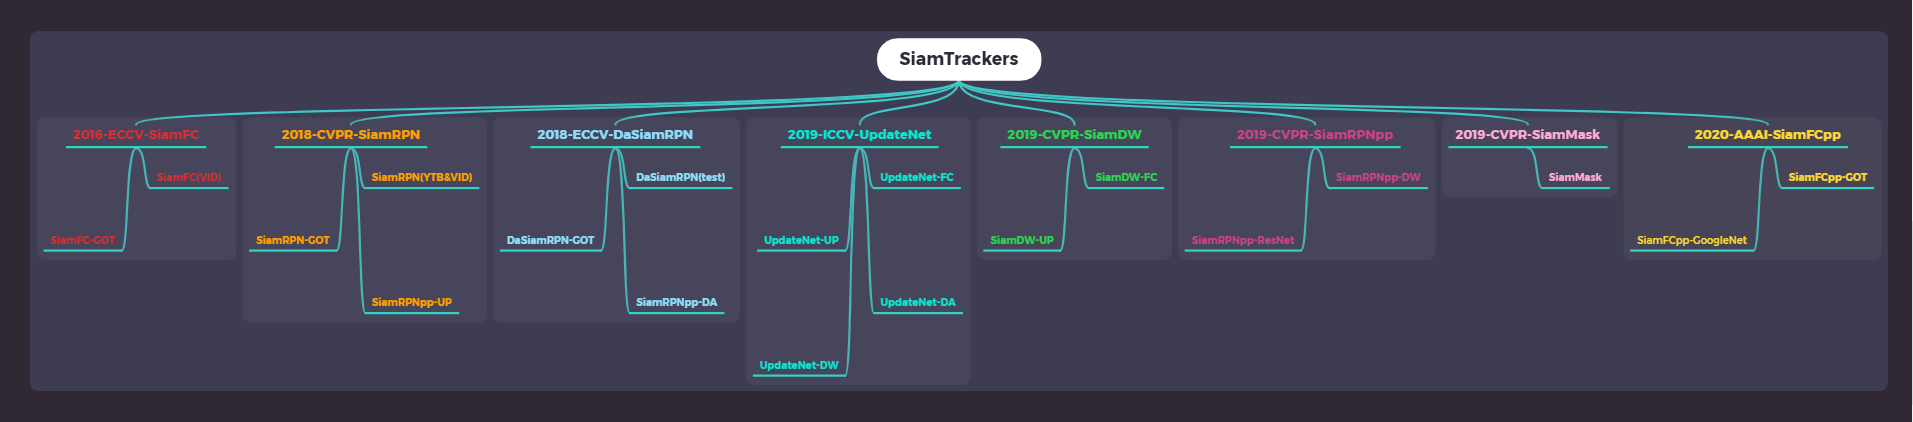 SiamTrackers
2016-ECCV-SiamFC
SiamFC(VID)
SiamFC-GOT
2018-CVPR-SiamRPN
SiamRPN(YTB&VID)
SiamRPN-GOT
SiamRPNpp-UP
2018-ECCV-DaSiamRPN
DaSiamRPN(test)
DaSiamRPN-GOT
SiamRPNpp-DA
2019-ICCV-UpdateNet
UpdateNet-FC
UpdateNet-UP
UpdateNet-DA
UpdateNet-DW
2019-CVPR-SiamDW
SiamDW-FC
SiamDW-UP
2019-CVPR-SiamRPNpp
SiamRPNpp-DW
SiamRPNpp-ResNet
2019-CVPR-SiamMask
SiamMask
2020-AAAI-SiamFCpp
SiamFCpp-GOT
SiamFCpp-GoogleNet